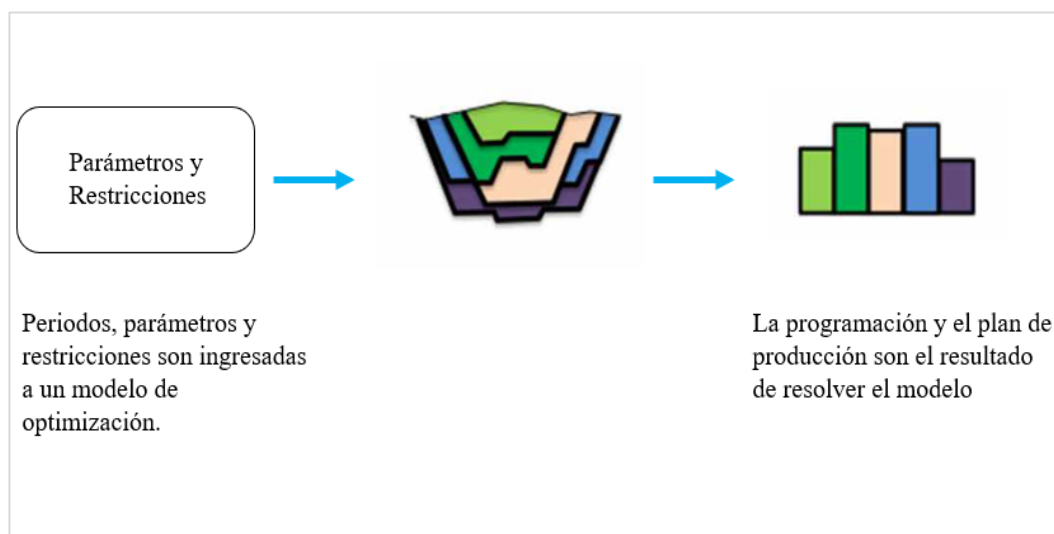 Parámetros y
Restricciones
Periodos, parámetros y
restricciones son ingresadas
a un modelo de
optimización.
La programación y el plan de
producción son el resultado
de resolver el modelo